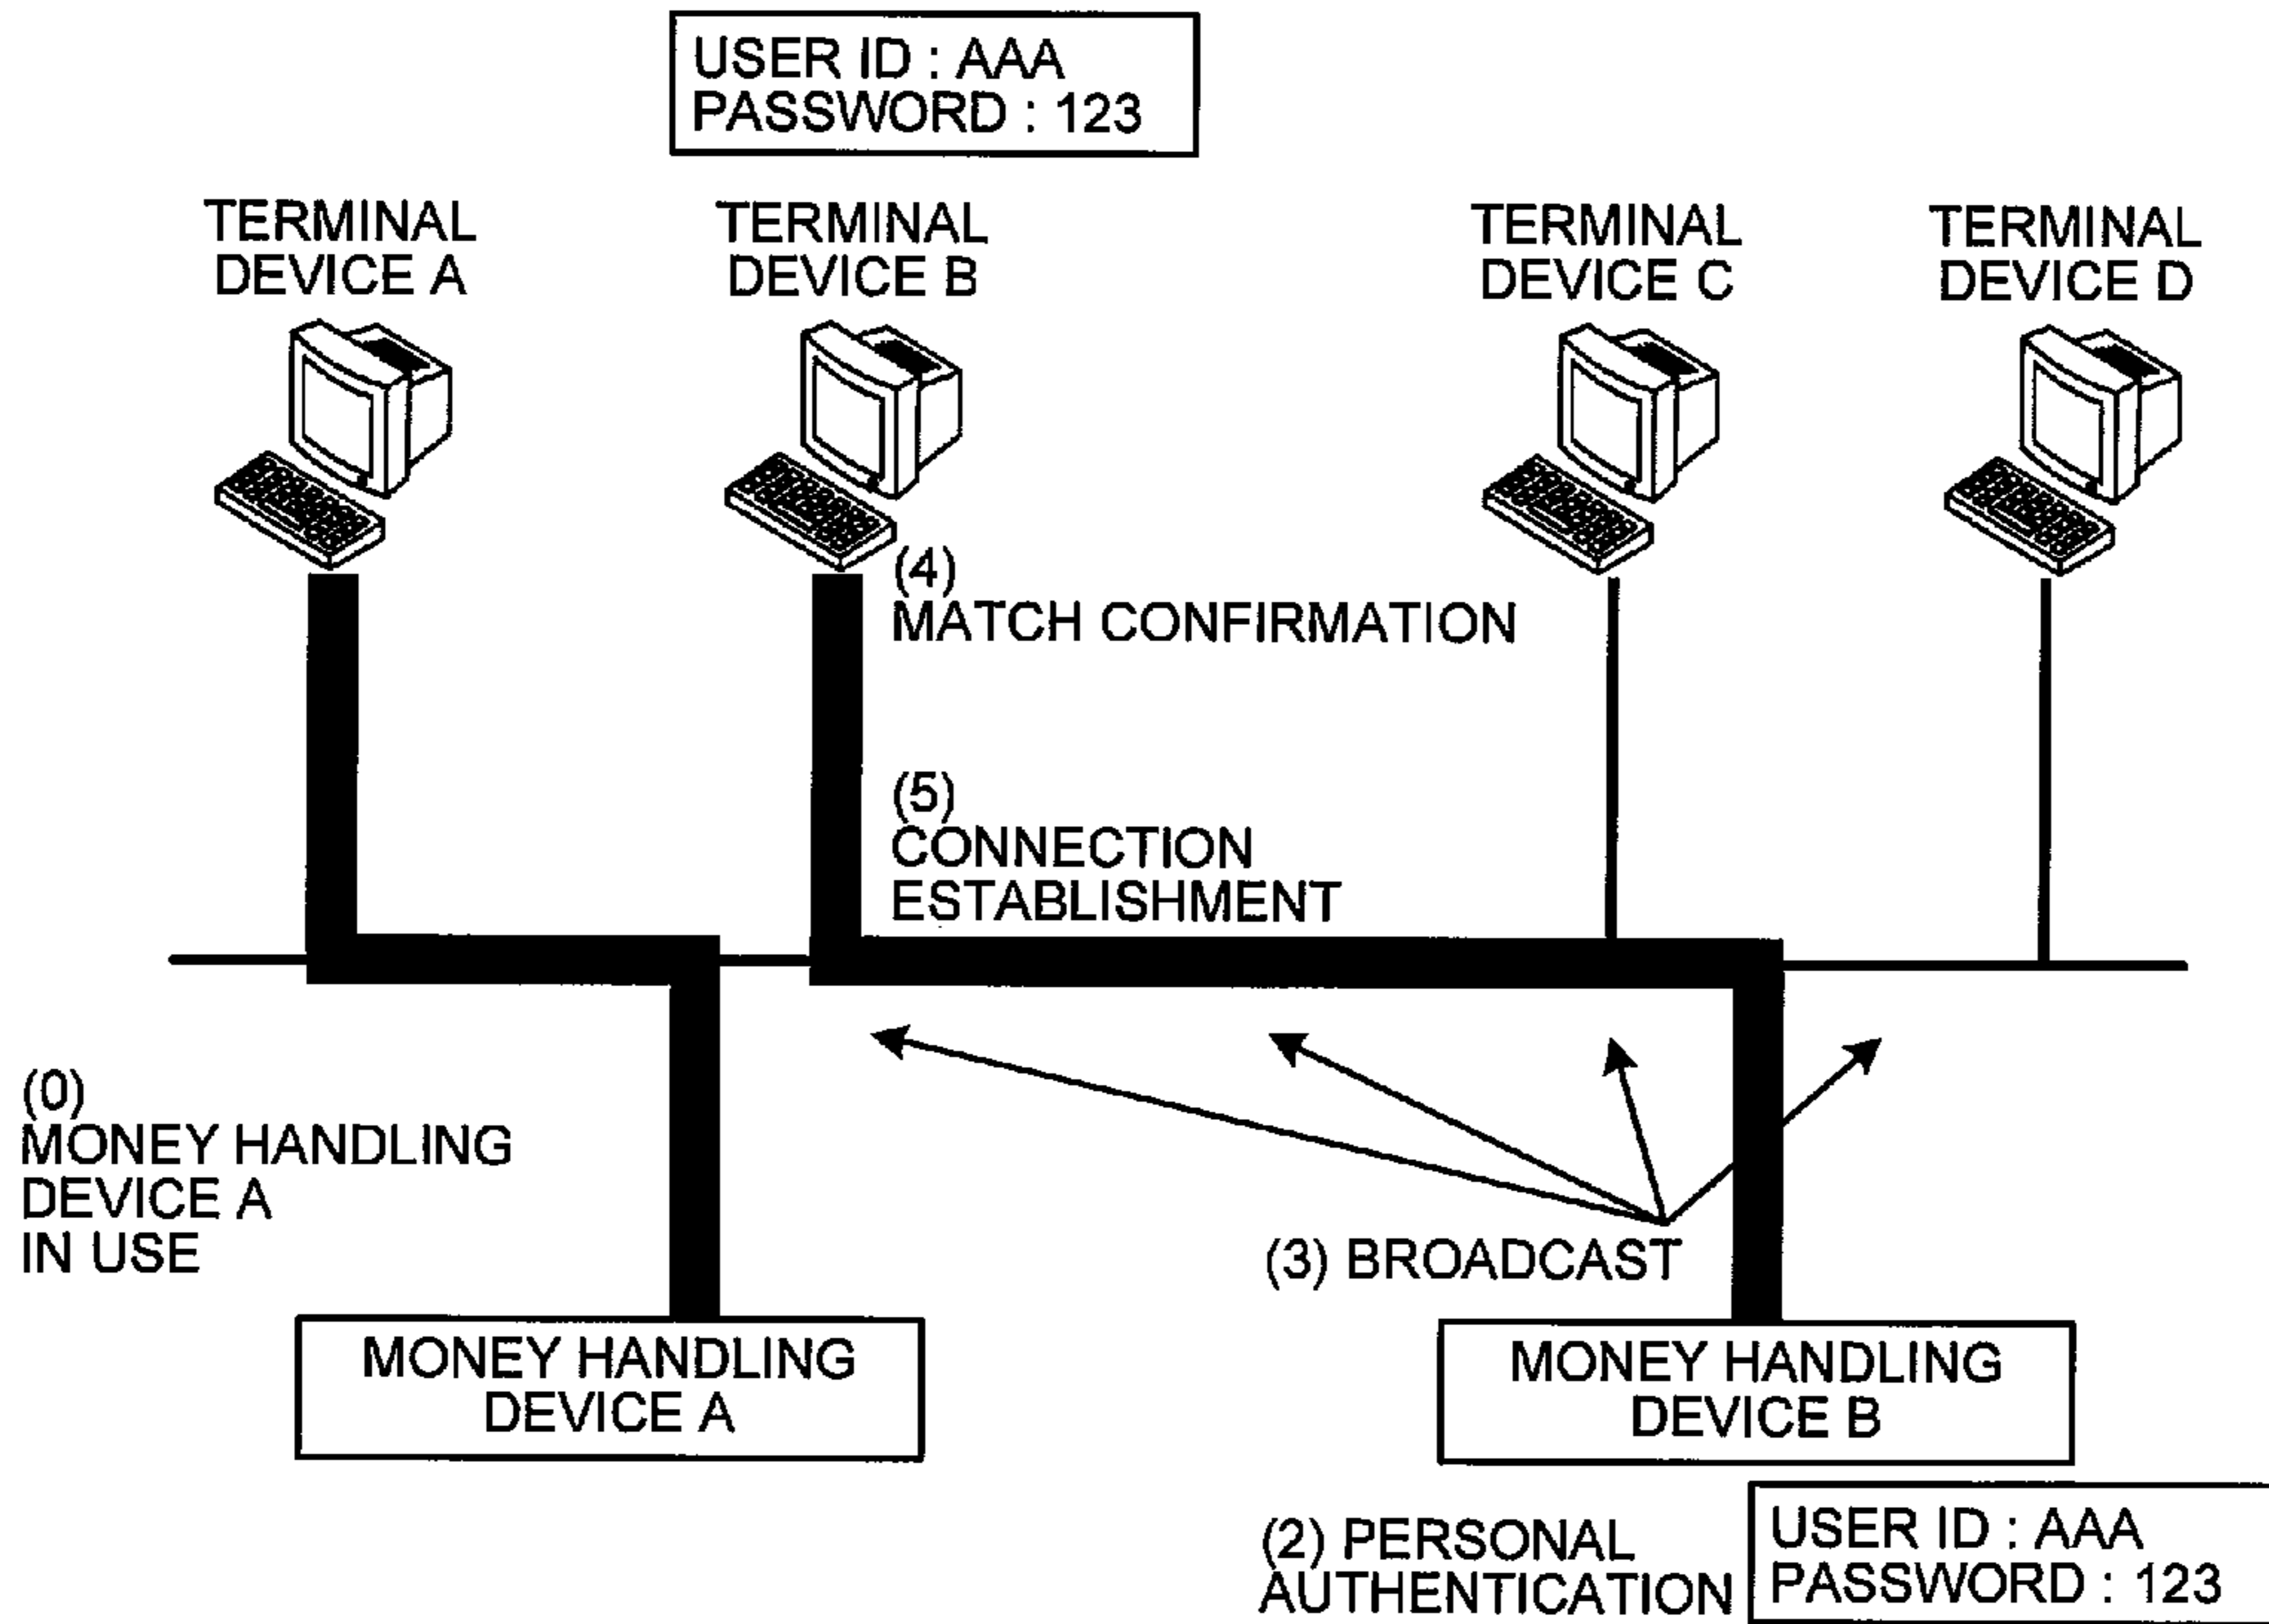 USER ID : AAA
PASSWORD : 123
TERMINAL
DEVICE A
TERMINAL
DEVICE B
TERMINAL
DEVICE C
TERMINAL
DEVICE D
(4)
MATCH CONFIRMATION
(5)
CONNECTION
ESTABLISHMENT
(0)
MONEY HANDLING
DEVICE A
IN USE
(3) BROADCAST
MONEY HANDLING
DEVICE A
MONEY HANDLING
DEVICE B
(2) PERSONAL
AUTHENTICATION
USER ID : AAA
PASSWORD : 123